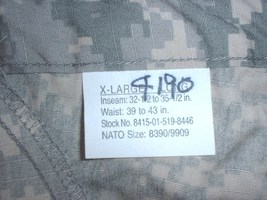 4190
X-LARGE LONG
Inseam: 32-1/2 to 35-1/2 in.
Waist: 39 to 43 in.
Stock No. 8415-01-519-8446
NATO Size: 8390/9909